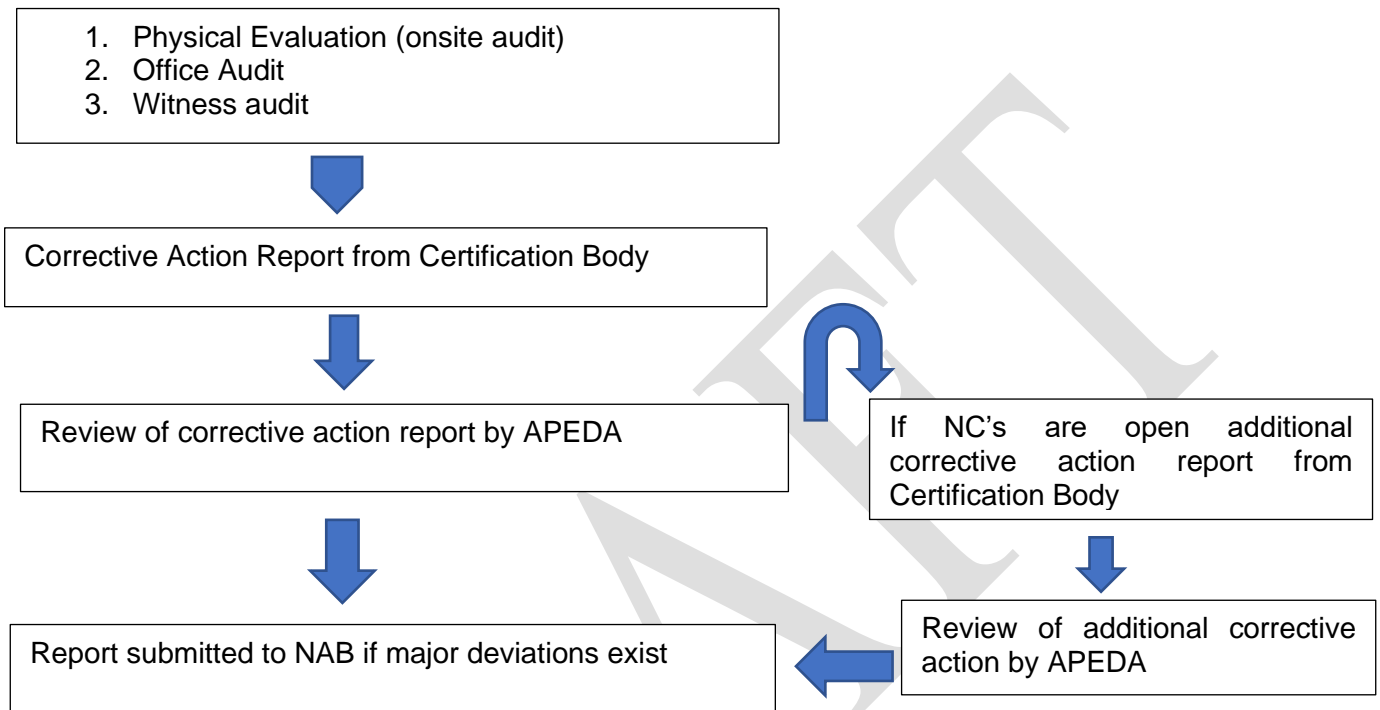 1. Physical Evaluation (onsite audit)
2. Office Audit
3. Witness audit
Corrective Action Report from Certification Body
Review of corrective action report by APEDA
If NC’s are open additional
corrective action report from
Certification Body
Review of additional corrective
action by APEDA
Report submitted to NAB if major deviations exist
AFT